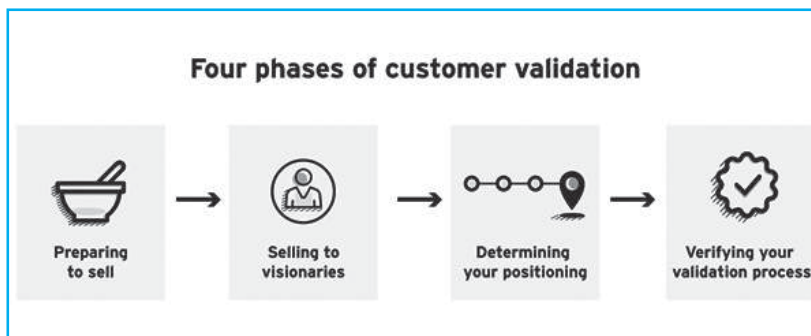 Four phases of customer validation
Preparing
to sell
Selling to
visionaries
Determining
your positioning
Verifying your
validation process